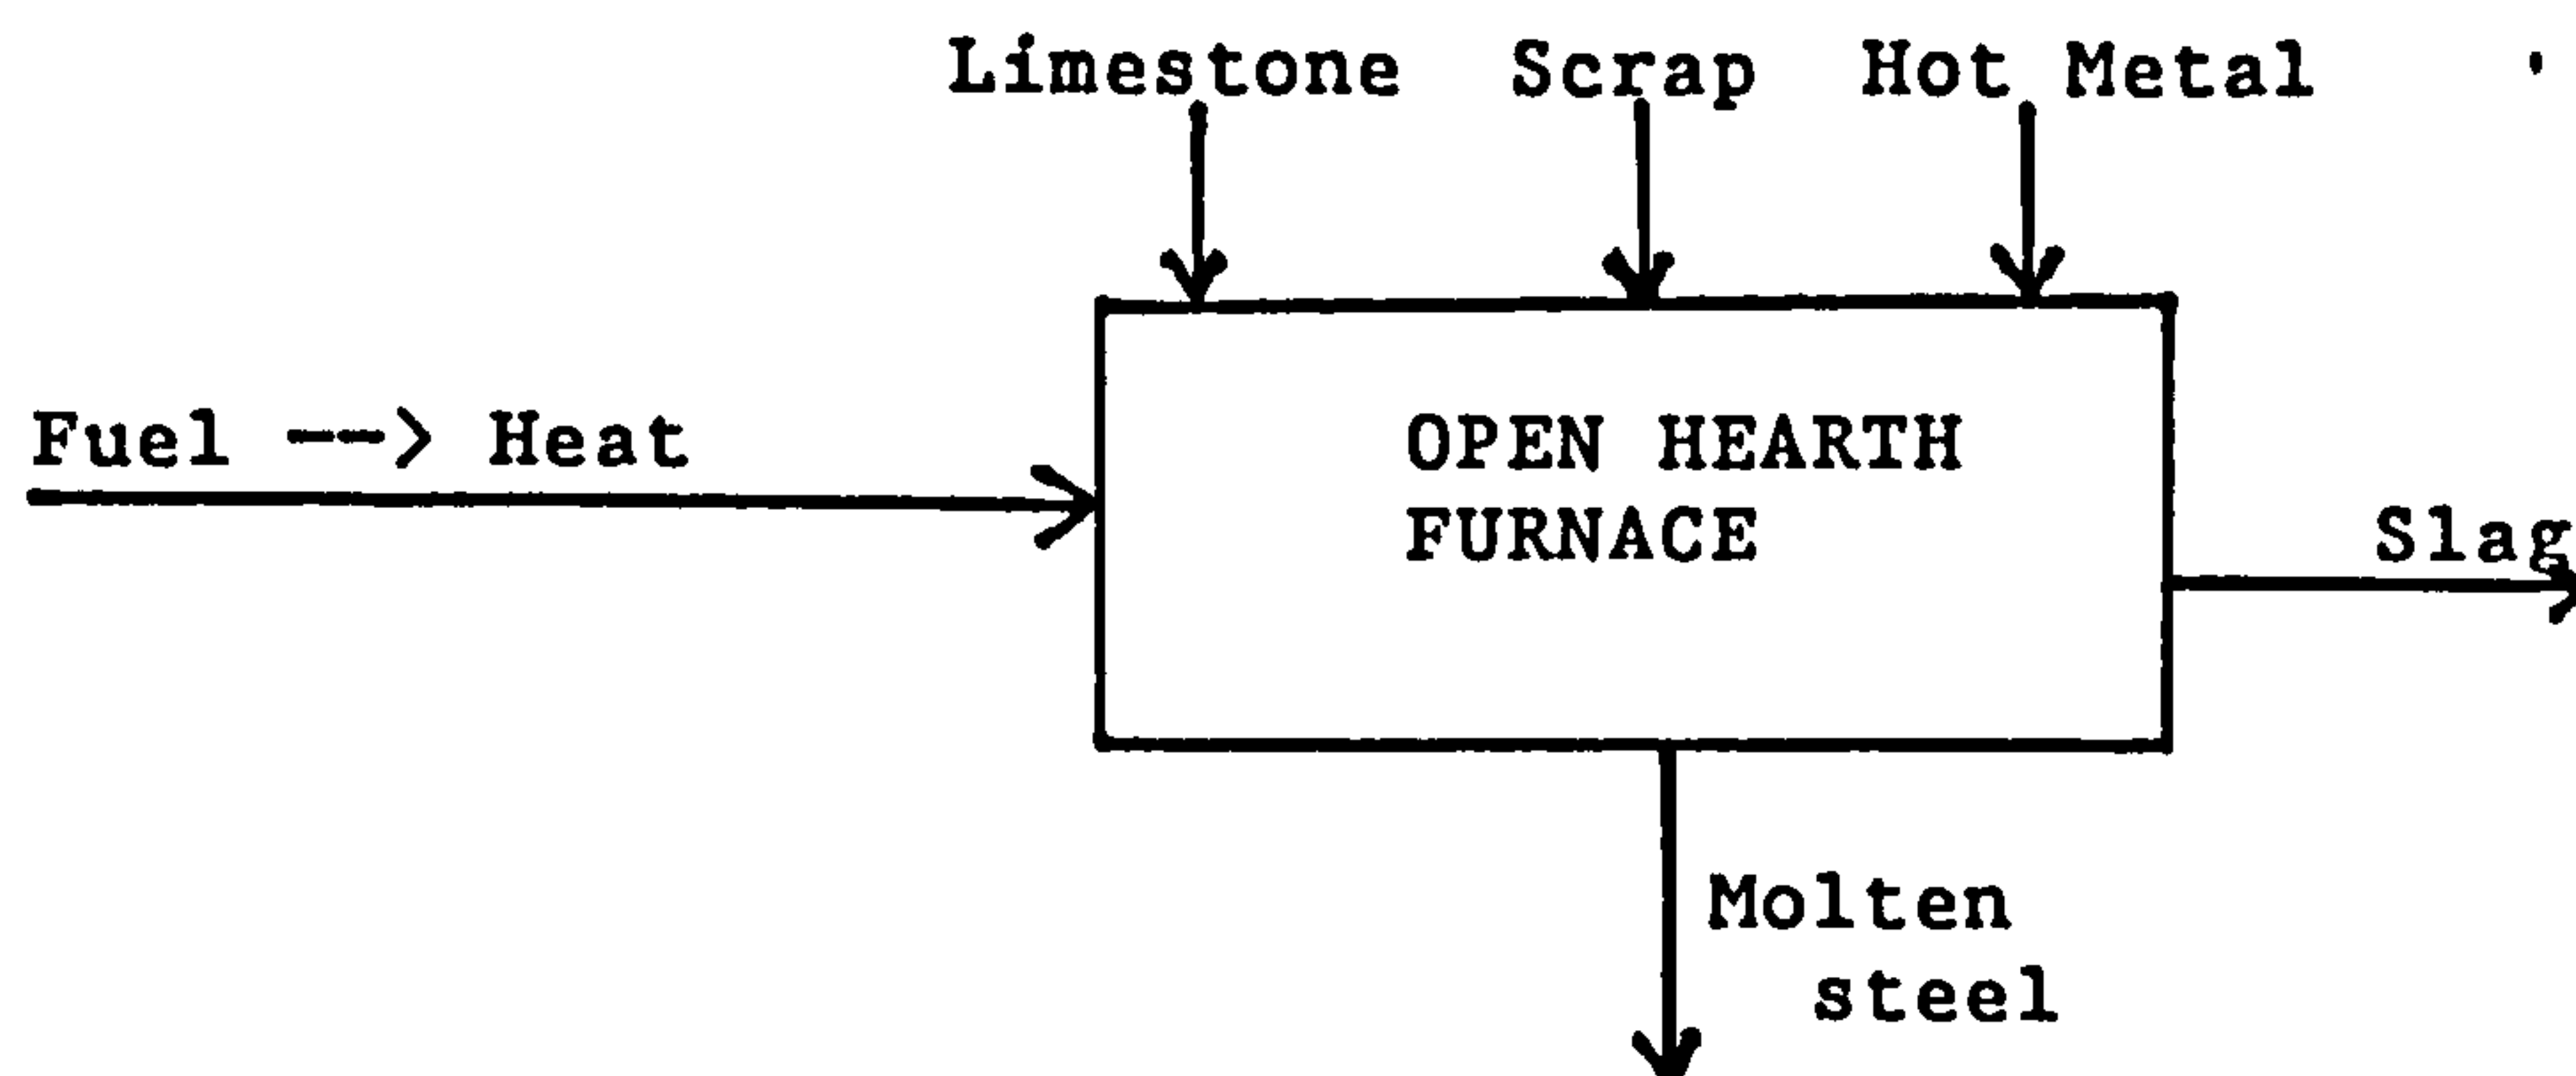 Limestone Scrap Hot Metal
Fuel --> Heat
OPEN HEARTH
FURNACE
Slag
Molten
steel